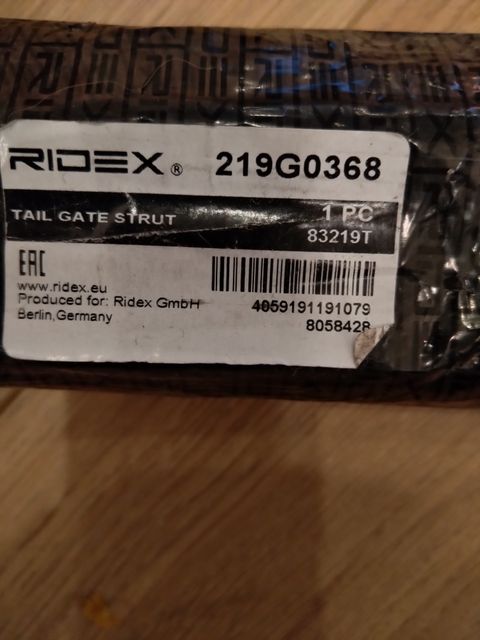 RIDEX® 219G0368
TAIL GATE STRUT 1 PC
83219T
EAC
www.ridex.eu
Produced for: Ridex GmbH
Berlin,Germany
4059191191079
8058428